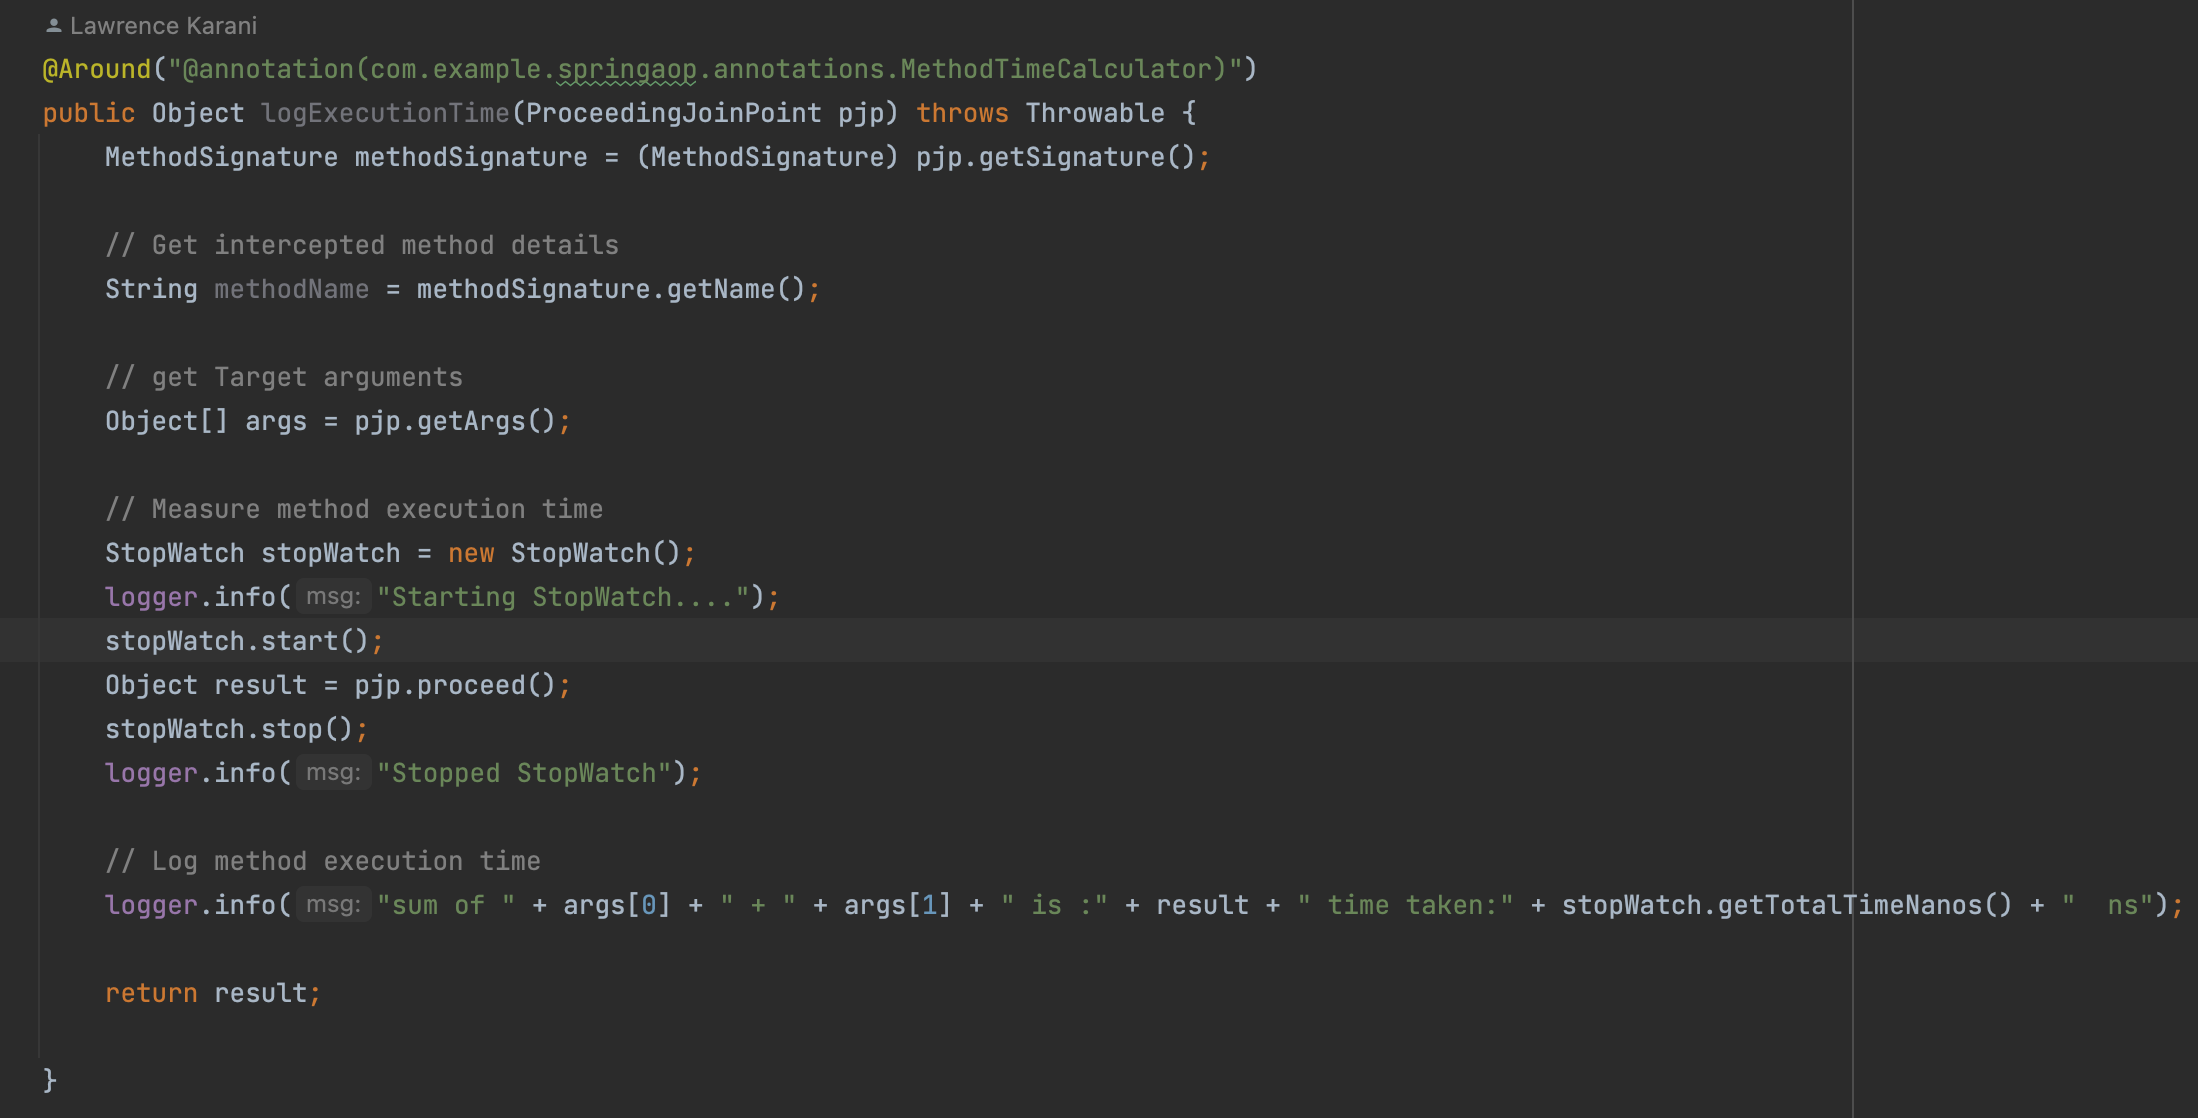 Lawrence Karani
@Around("@annotation(com.example.springaop.annotations.MethodTimeCalculator)")
public Object logExecutionTime(ProceedingJoinPoint pjp) throws Throwable {
    MethodSignature methodSignature = (MethodSignature) pjp.getSignature();
    // Get intercepted method details
    String methodName = methodSignature.getName();
    // get Target arguments
    Object[] args = pjp.getArgs();
    // Measure method execution time
    StopWatch stopWatch = new StopWatch();
    logger.info( msg: "Starting StopWatch....");
    stopWatch.start();
    Object result = pjp.proceed();
    stopWatch.stop();
    logger.info( msg: "Stopped StopWatch");
    // Log method execution time
    logger.info( msg: "sum of " + args[0] + " + " + args[1] + " is :" + result + " time taken:" + stopWatch.getTotalTimeNanos() + "  ns");
    return result;
}